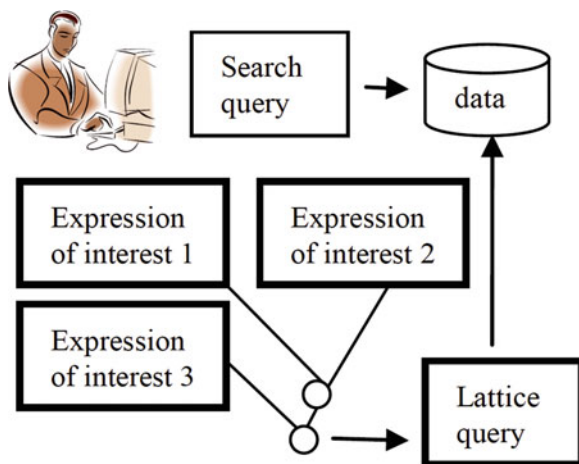 Search
query
data
Expression
of interest 1
Expression
of interest 2
Expression
of interest 3
Lattice
query